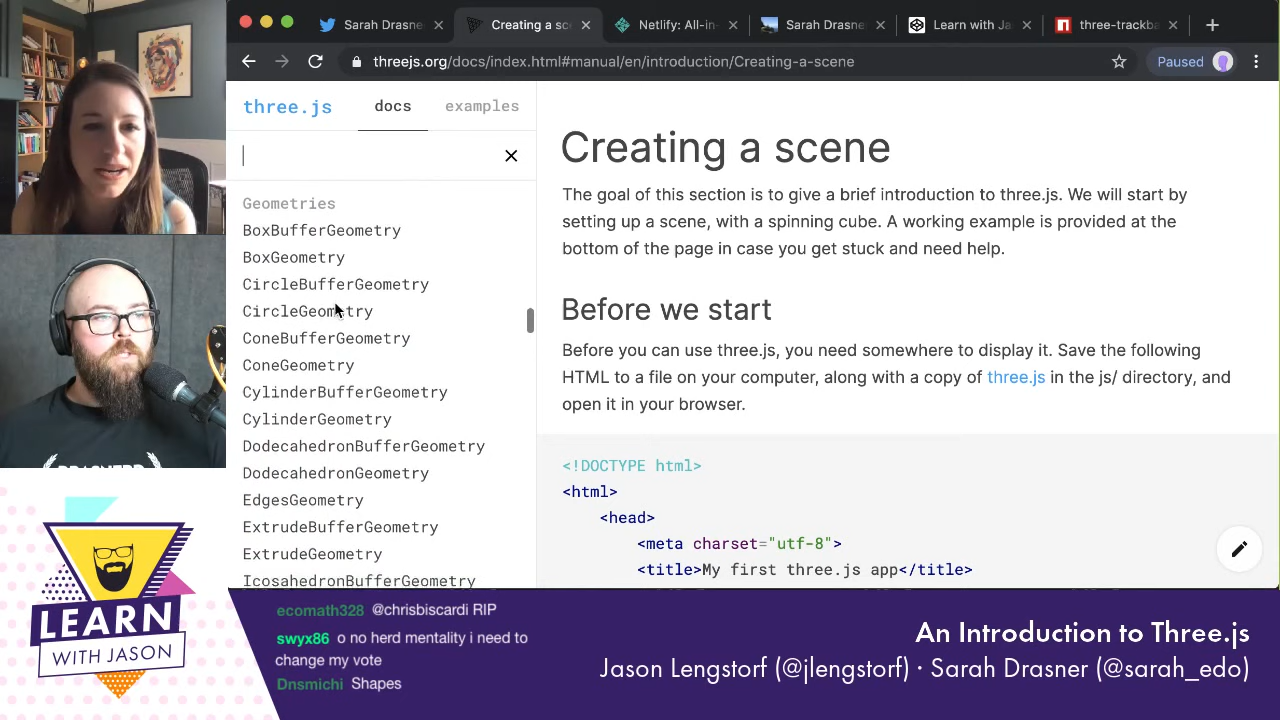 Sarah Drasne
Creating a sce
Netlify: All-in-
Sarah Drasne
Learn with Ja
three-trackba
threejs.org/docs/index.html#manual/en/introduction/Creating-a-scene
Paused
three.js
docs
examples
Geometries
BoxBufferGeometry
BoxGeometry
CircleBufferGeometry
CircleGeometry
ConeBufferGeometry
ConeGeometry
CylinderBufferGeometry
CylinderGeometry
DodecahedronBufferGeometry
DodecahedronGeometry
EdgesGeometry
ExtrudeBufferGeometry
ExtrudeGeometry
IcosahedronBufferGeometry
Creating a scene
The goal of this section is to give a brief introduction to three.js. We will start by
setting up a scene, with a spinning cube. A working example is provided at the
bottom of the page in case you get stuck and need help.
Before we start
Before you can use three.js, you need somewhere to display it. Save the following
HTML to a file on your computer, along with a copy of three.js in the js/ directory, and
open it in your browser.
<!DOCTYPE html>
<html>
<head>
<meta charset="utf-8">
<title>My first three.js app</title>
LEARN
WITH JASON
ecomath328 @chrisbiscardi RIP
swyx86 o no herd mentality i need to
change my vote
Dnsmichi Shapes
An Introduction to Three.js
Jason Lengstorf (@jlengstorf) · Sarah Drasner (@sarah_edo)